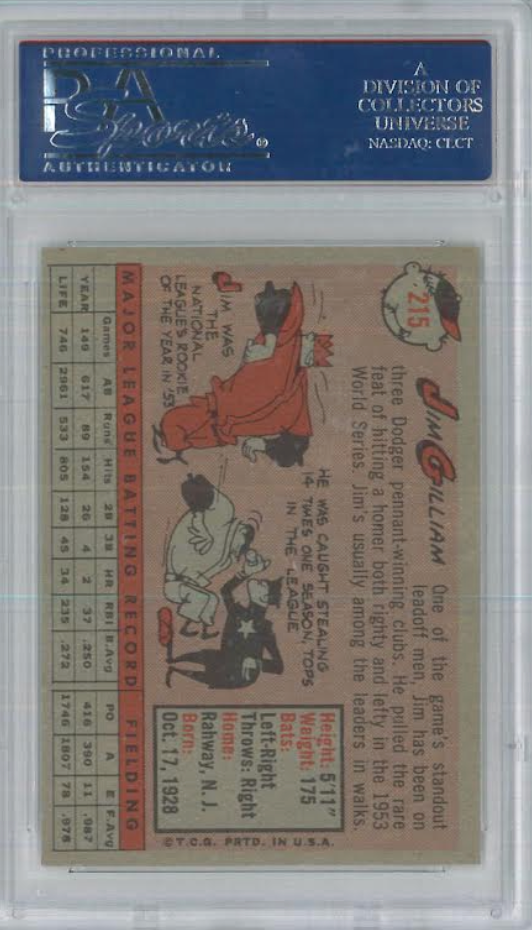 PROFESSIONAL
PSA
Sports®
AUTHENTICATOR
A
DIVISION OF
COLLECTORS
UNIVERSE
NASDAQ: CLCT
215
JIM GILLIAM One of the game's standout
leadoff men, Jim has been on
three Dodger pennant-winning clubs. He pulled the rare
feat of hitting a homer both righty and lefty in the 1953
World Series. Jim's usually among the leaders in walks.
JIM WAS
THE
NATIONAL
LEAGUE'S ROOKIE
OF THE YEAR IN '53
HE WAS CAUGHT STEALING
14 TIMES ONE SEASON, TOPS
IN THE LEAGUE
Height: 5'11"
Weight: 175
Bats:
Left-Right
Throws: Right
Home:
Rahway, N. J.
Born:
Oct. 17, 1928
©T.C.G. PRTD. IN U.S.A.
MAJOR LEAGUE BATTING RECORD FIELDING
Games AB Runs Hits 2B 3B HR RBI B.Avg PO A E F.Avg
YEAR 149 617 89 154 26 4 2 37 .250 416 390 11 .987
LIFE 746 2961 533 805 128 45 34 235 .272 1746 1807 79 .978